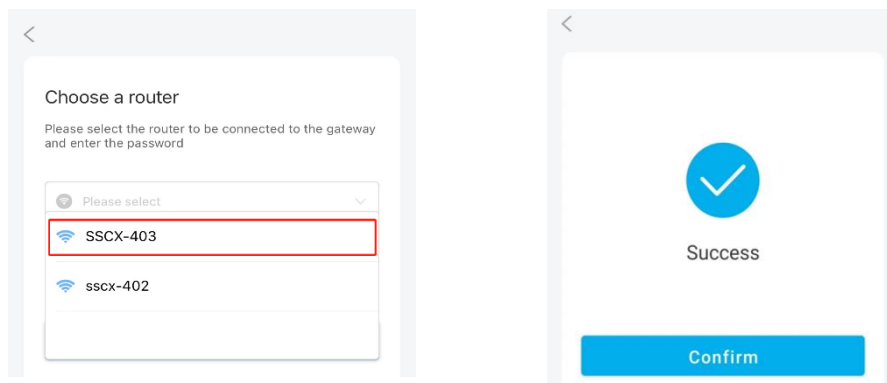 Choose a router
Please select the router to be connected to the gateway
and enter the password
Please select
SSCX-403
sscx-402
Success
Confirm